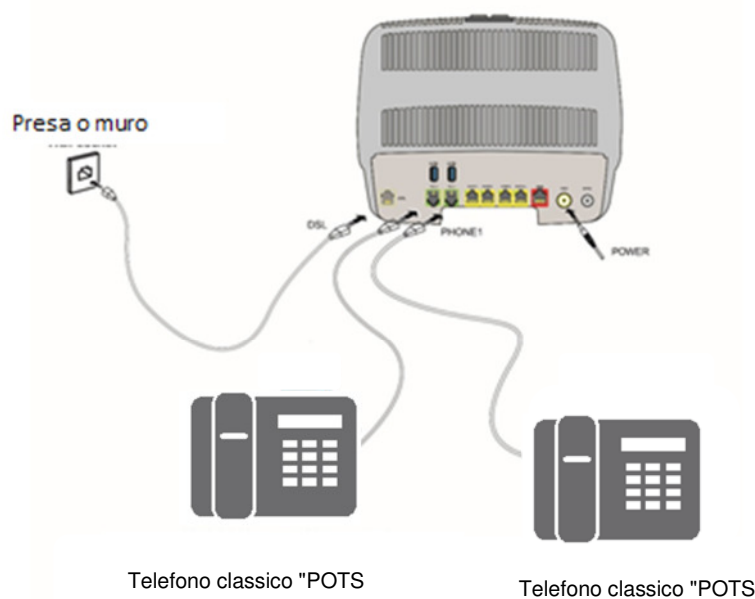 Presa o muro
DSL
PHONE1
POWER
Telefono classico "POTS
Telefono classico "POTS